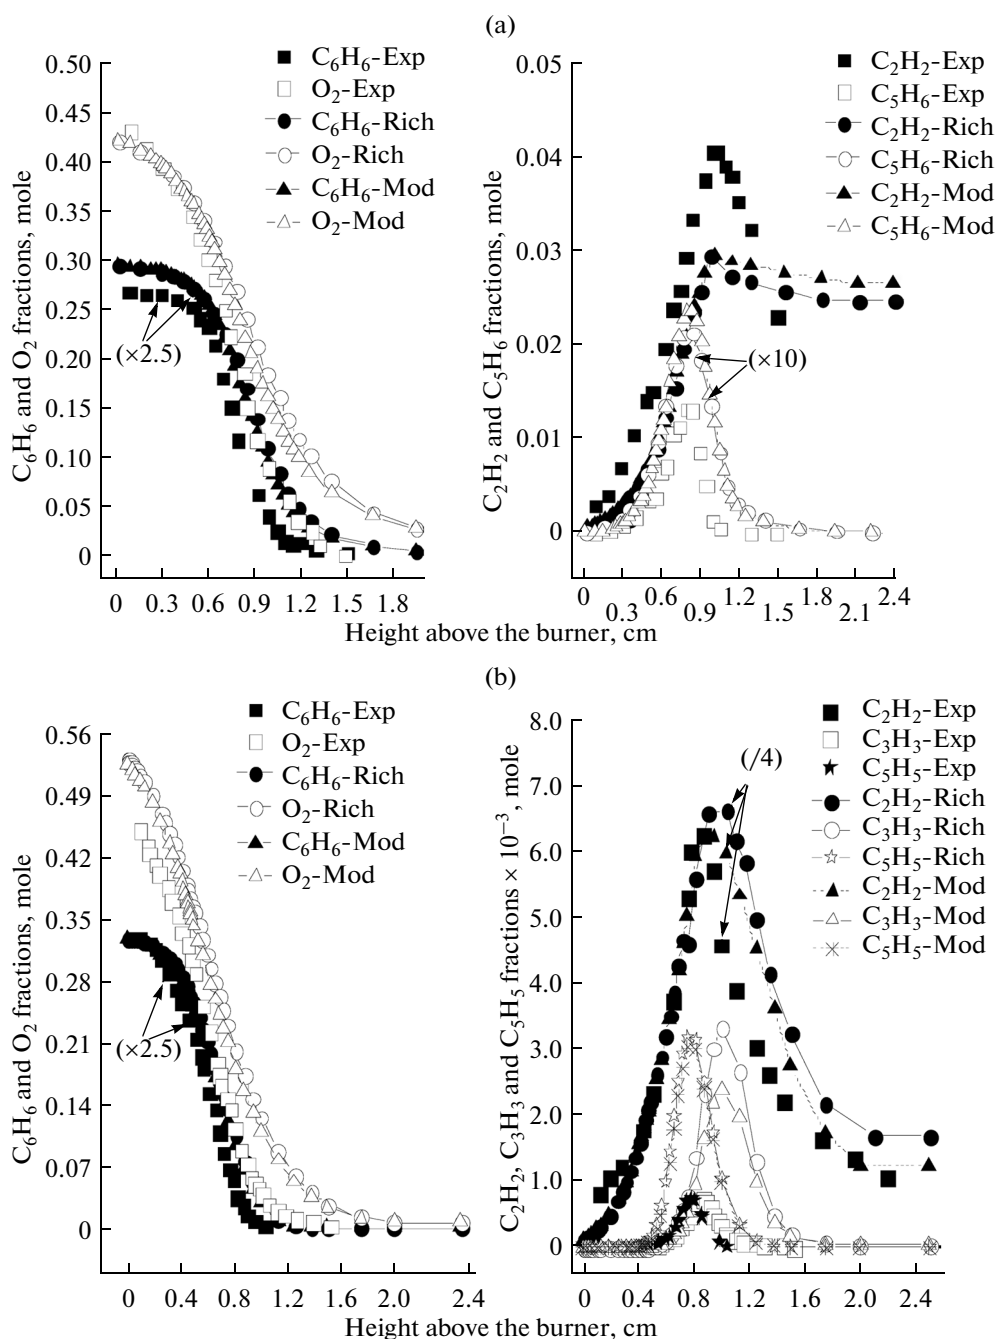 (a)
C6H6-Exp
O2-Exp
C6H6-Rich
O2-Rich
C6H6-Mod
O2-Mod
C6H6 and O2 fractions, mole
0.50
0.45
0.40
0.35
0.30
0.25
0.20
0.15
0.10
0.05
0
(×2.5)
0 0.3 0.6 0.9 1.2 1.5 1.8
C2H2-Exp
C5H6-Exp
C2H2-Rich
C5H6-Rich
C2H2-Mod
C5H6-Mod
C2H2 and C5H6 fractions, mole
0.05
0.04
0.03
0.02
0.01
0
(×10)
0 0.3 0.6 0.9 1.2 1.5 1.8 2.1 2.4
Height above the burner, cm
(b)
C6H6-Exp
O2-Exp
C6H6-Rich
O2-Rich
C6H6-Mod
O2-Mod
C6H6 and O2 fractions, mole
0.56
0.49
0.42
0.35
0.28
0.21
0.14
0.07
0
(×2.5)
0 0.4 0.8 1.2 1.6 2.0 2.4
C2H2-Exp
C3H3-Exp
C5H5-Exp
C2H2-Rich
C3H3-Rich
C5H5-Rich
C2H2-Mod
C3H3-Mod
C5H5-Mod
C2H2, C3H3 and C5H5 fractions × 10−3, mole
8.0
7.0
6.0
5.0
4.0
3.0
2.0
1.0
0
(/4)
0 0.4 0.8 1.2 1.6 2.0 2.4
Height above the burner, cm